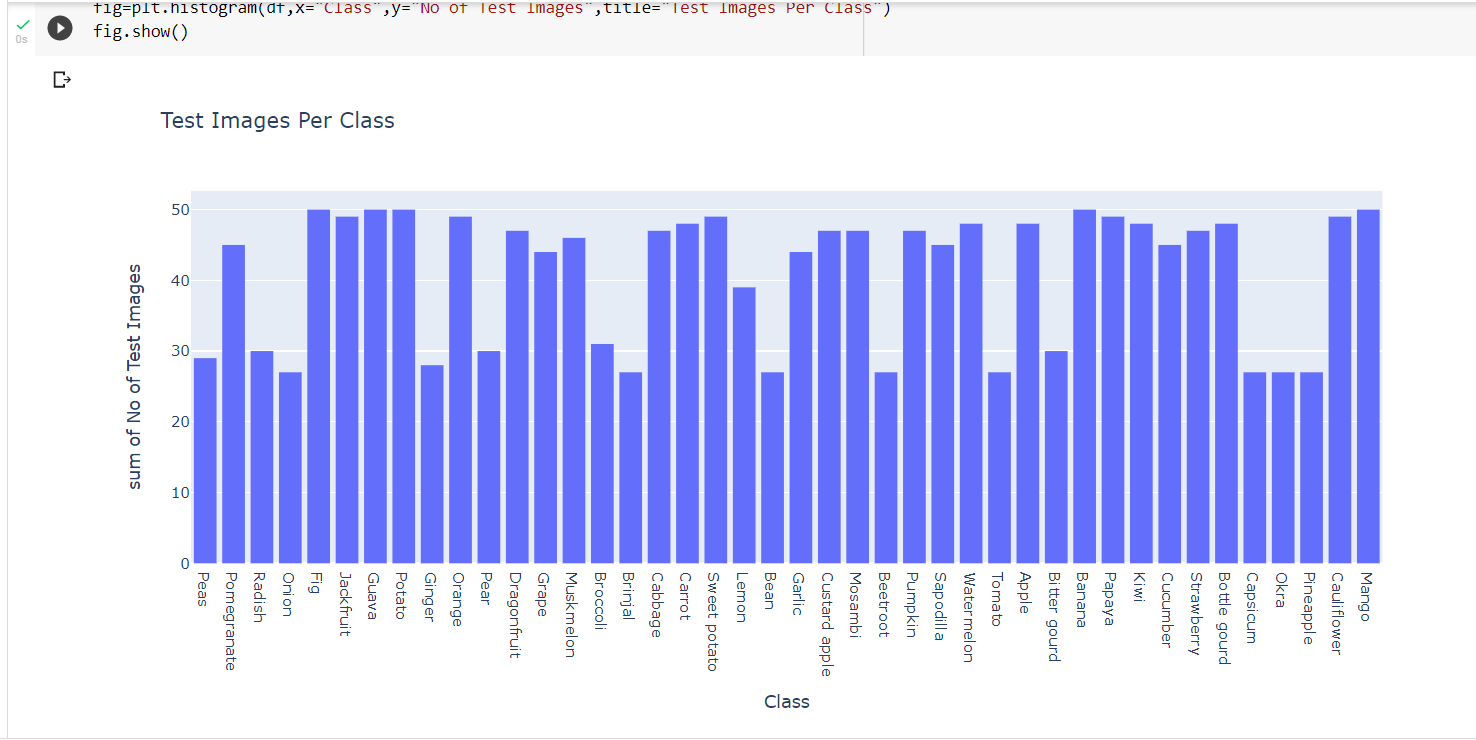 fig=plt.histogram(df,x="Class",y="No of Test Images",title="Test Images Per Class")
fig.show()
0s
Test Images Per Class
sum of No of Test Images
50
40
30
20
10
0
Peas
Pomegranate
Radish
Onion
Fig
Jackfruit
Guava
Potato
Ginger
Orange
Pear
Dragonfruit
Grape
Muskmelon
Broccoli
Brinjal
Cabbage
Carrot
Sweet potato
Lemon
Bean
Garlic
Custard apple
Mosambi
Beetroot
Pumpkin
Sapodilla
Watermelon
Tomato
Apple
Bitter gourd
Banana
Papaya
Kiwi
Cucumber
Strawberry
Bottle gourd
Capsicum
Okra
Pineapple
Cauliflower
Mango
Class